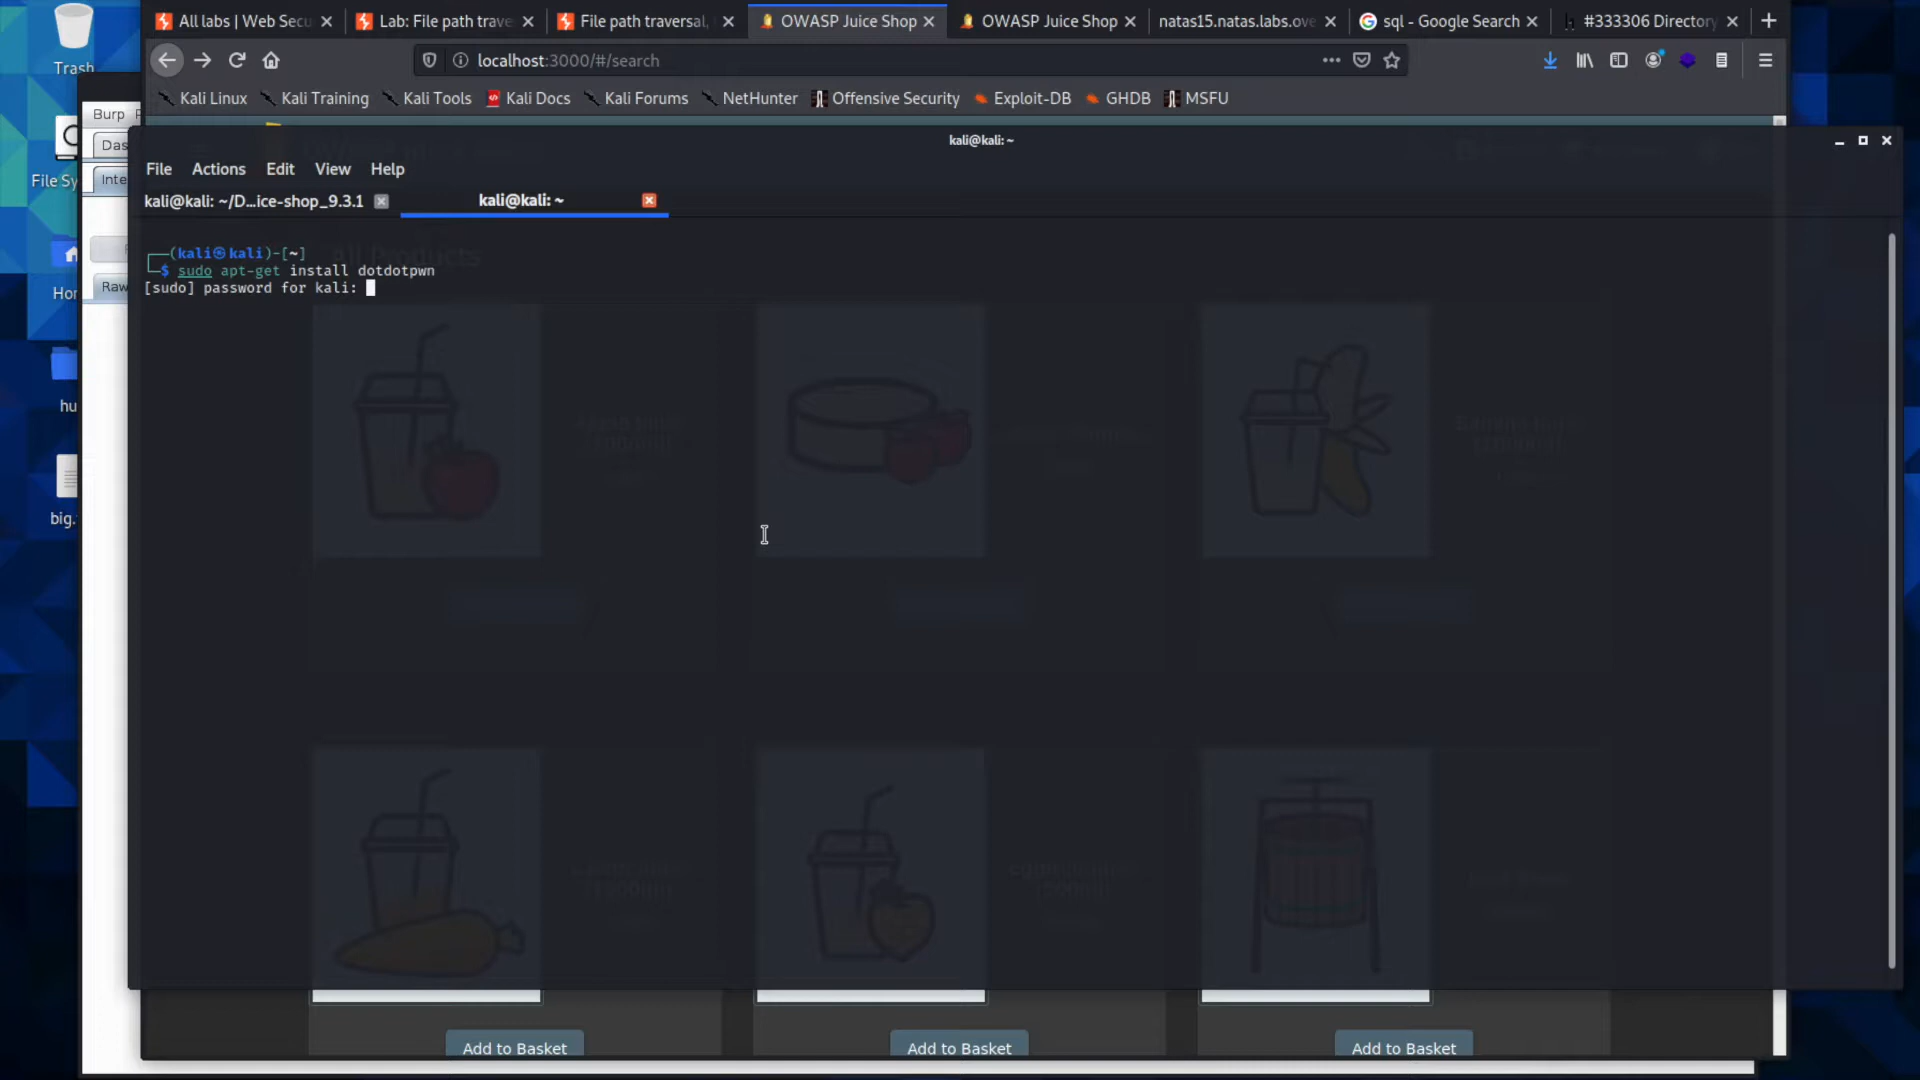 Trash
File Sy
Hor
hu
big.
All labs | Web Secu
Lab: File path trave
File path traversal,
OWASP Juice Shop
OWASP Juice Shop
natas15.natas.labs.ove
sql - Google Search
#333306 Directory
localhost:3000/#/search
Kali Linux
Kali Training
Kali Tools
Kali Docs
Kali Forums
NetHunter
Offensive Security
Exploit-DB
GHDB
MSFU
Burp
Das
Inte
Raw
kali@kali: ~
File Actions Edit View Help
kali@kali: ~/D...ice-shop_9.3.1
kali@kali: ~
(kali㉿kali)-[~]
$ sudo apt-get install dotdotpwn
[sudo] password for kali:
All Products
Add to Basket
Add to Basket
Add to Basket